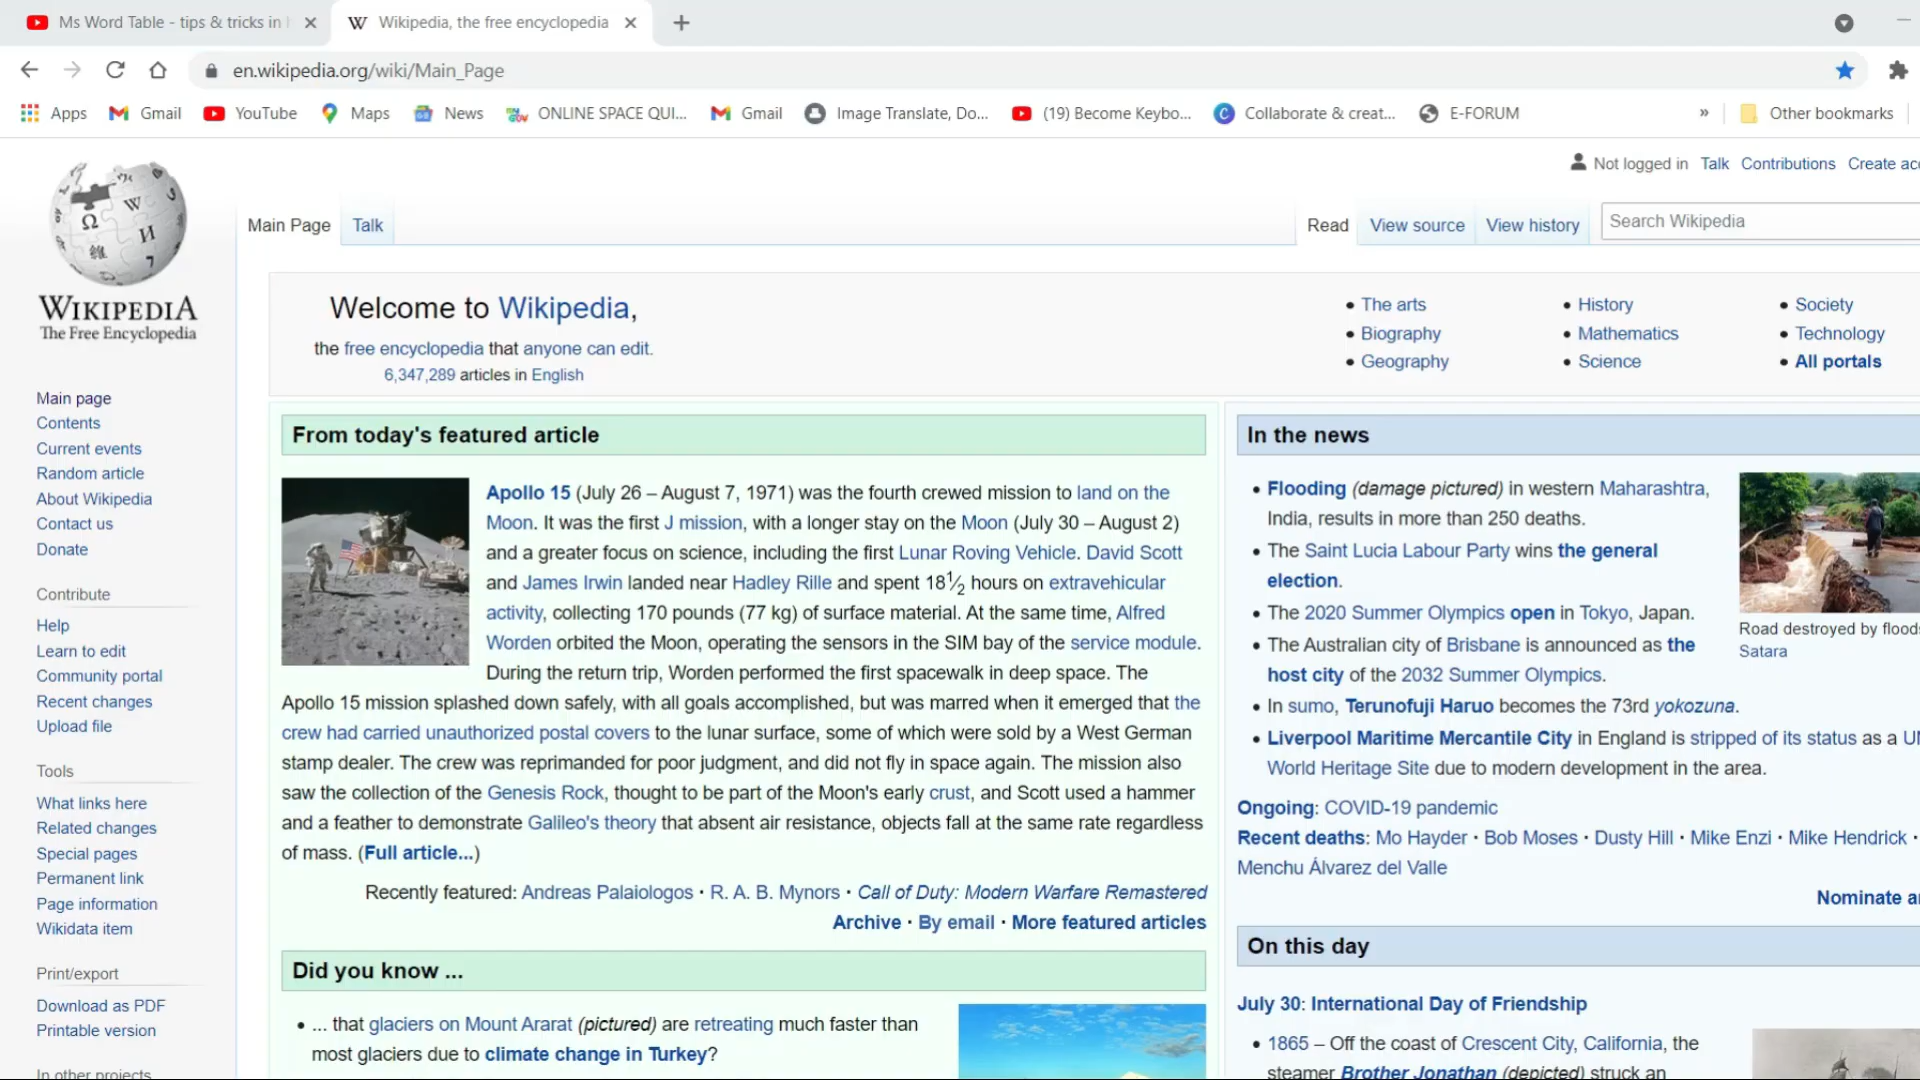 Ms Word Table - tips & tricks in
Wikipedia, the free encyclopedia
en.wikipedia.org/wiki/Main_Page
Apps
Gmail
YouTube
Maps
News
ONLINE SPACE QUI...
Gmail
Image Translate, Do...
(19) Become Keybo...
Collaborate & creat...
E-FORUM
»
Other bookmarks
Not logged in
Talk
Contributions
Create acc
WIKIPEDIA
The Free Encyclopedia
Main Page
Talk
Read
View source
View history
Search Wikipedia
Main page
Contents
Current events
Random article
About Wikipedia
Contact us
Donate
Contribute
Help
Learn to edit
Community portal
Recent changes
Upload file
Tools
What links here
Related changes
Special pages
Permanent link
Page information
Wikidata item
Print/export
Download as PDF
Printable version
In other projects
Welcome to Wikipedia,
the free encyclopedia that anyone can edit.
6,347,289 articles in English
• The arts
• Biography
• Geography
• History
• Mathematics
• Science
• Society
• Technology
• All portals
From today's featured article
Apollo 15 (July 26 – August 7, 1971) was the fourth crewed mission to land on the
Moon. It was the first J mission, with a longer stay on the Moon (July 30 – August 2)
and a greater focus on science, including the first Lunar Roving Vehicle. David Scott
and James Irwin landed near Hadley Rille and spent 18½ hours on extravehicular
activity, collecting 170 pounds (77 kg) of surface material. At the same time, Alfred
Worden orbited the Moon, operating the sensors in the SIM bay of the service module.
During the return trip, Worden performed the first spacewalk in deep space. The
Apollo 15 mission splashed down safely, with all goals accomplished, but was marred when it emerged that the
crew had carried unauthorized postal covers to the lunar surface, some of which were sold by a West German
stamp dealer. The crew was reprimanded for poor judgment, and did not fly in space again. The mission also
saw the collection of the Genesis Rock, thought to be part of the Moon's early crust, and Scott used a hammer
and a feather to demonstrate Galileo's theory that absent air resistance, objects fall at the same rate regardless
of mass. (Full article...)
Recently featured: Andreas Palaiologos · R. A. B. Mynors · Call of Duty: Modern Warfare Remastered
Archive · By email · More featured articles
Did you know ...
• ... that glaciers on Mount Ararat (pictured) are retreating much faster than
most glaciers due to climate change in Turkey?
In the news
• Flooding (damage pictured) in western Maharashtra,
India, results in more than 250 deaths.
• The Saint Lucia Labour Party wins the general
election.
• The 2020 Summer Olympics open in Tokyo, Japan.
• The Australian city of Brisbane is announced as the
host city of the 2032 Summer Olympics.
• In sumo, Terunofuji Haruo becomes the 73rd yokozuna.
• Liverpool Maritime Mercantile City in England is stripped of its status as a UN
World Heritage Site due to modern development in the area.
Road destroyed by floods
Satara
Ongoing: COVID-19 pandemic
Recent deaths: Mo Hayder · Bob Moses · Dusty Hill · Mike Enzi · Mike Hendrick ·
Menchu Álvarez del Valle
Nominate an
On this day
July 30: International Day of Friendship
• 1865 – Off the coast of Crescent City, California, the
steamer Brother Jonathan (depicted) struck an